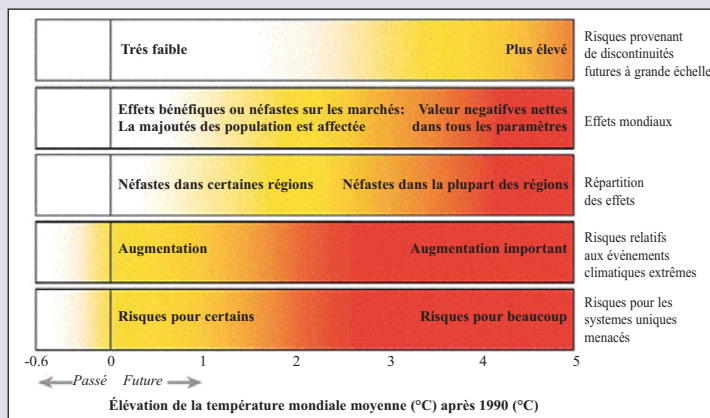 Trés faible
Plus élevé
Risques provenant
de discontinuités
futures à grande échelle
Effets bénéfiques ou néfastes sur les marchés:
La majoutés des population est affectée
Valeur negatifves nettes
dans tous les paramètres
Effets mondiaux
Néfastes dans certaines régions
Néfastes dans la plupart des régions
Répartition
des effets
Augmentation
Augmentation important
Risques relatifs
aux événements
climatiques extrêmes
Risques pour certains
Risques pour beaucoup
Risques pour les
systemes uniques
menacés
-0.6 0 1 2 3 4 5
Passé Future
Élévation de la température mondiale moyenne (°C) après 1990 (°C)